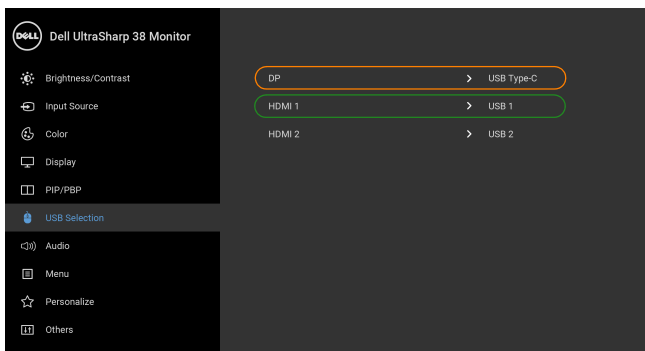 DELL Dell UltraSharp 38 Monitor
Brightness/Contrast
Input Source
Color
Display
PIP/PBP
USB Selection
Audio
Menu
Personalize
Others
DP > USB Type-C
HDMI 1 > USB 1
HDMI 2 > USB 2